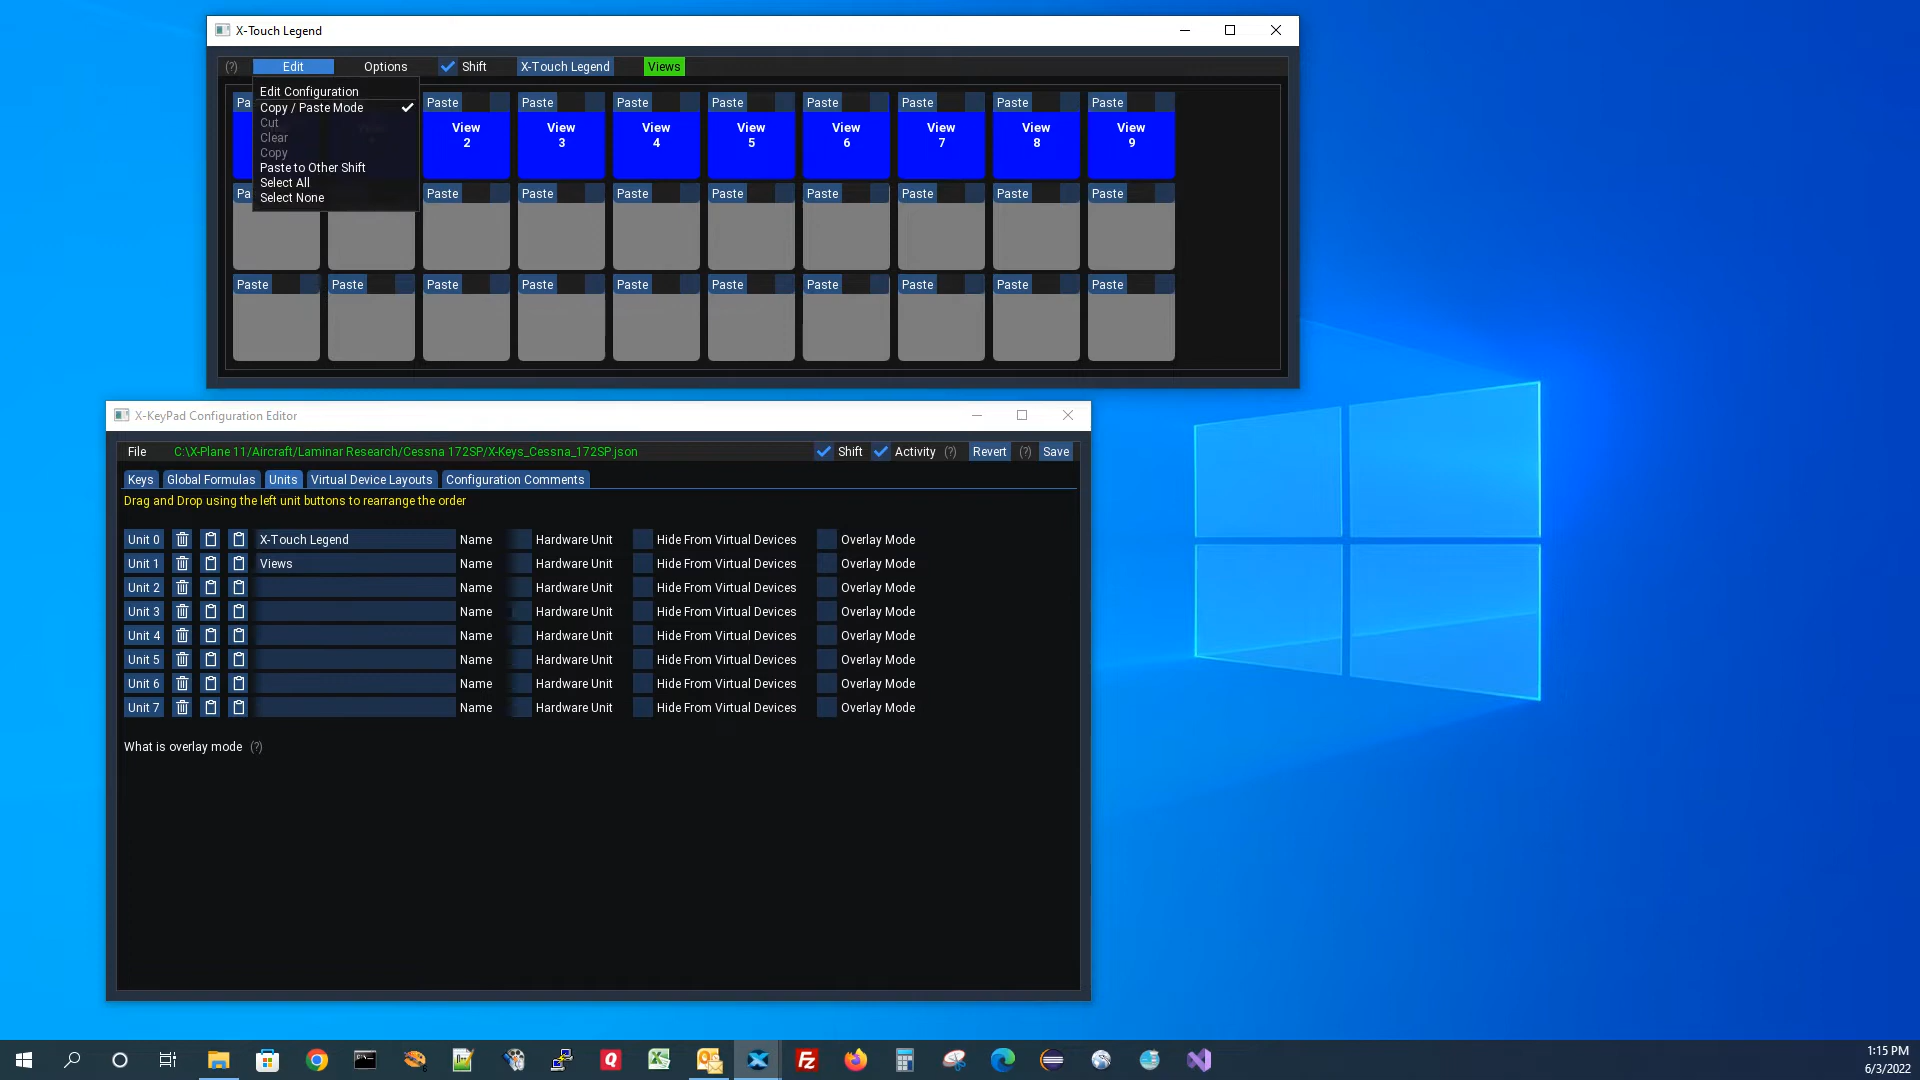 X-Touch Legend
(?) Edit Options Shift X-Touch Legend Views
Edit Configuration
Copy / Paste Mode
Cut
Clear
Copy
Paste to Other Shift
Select All
Select None
Paste Paste Paste Paste Paste Paste Paste Paste
View 2
View 3
View 4
View 5
View 6
View 7
View 8
View 9
Pa Paste Paste Paste Paste Paste Paste Paste Paste
Paste Paste Paste Paste Paste Paste Paste Paste Paste Paste
X-KeyPad Configuration Editor
File C:\X-Plane 11/Aircraft/Laminar Research/Cessna 172SP/X-Keys_Cessna_172SP.json Shift Activity (?) Revert (?) Save
Keys Global Formulas Units Virtual Device Layouts Configuration Comments
Drag and Drop using the left unit buttons to rearrange the order
Unit 0 X-Touch Legend Name Hardware Unit Hide From Virtual Devices Overlay Mode
Unit 1 Views Name Hardware Unit Hide From Virtual Devices Overlay Mode
Unit 2 Name Hardware Unit Hide From Virtual Devices Overlay Mode
Unit 3 Name Hardware Unit Hide From Virtual Devices Overlay Mode
Unit 4 Name Hardware Unit Hide From Virtual Devices Overlay Mode
Unit 5 Name Hardware Unit Hide From Virtual Devices Overlay Mode
Unit 6 Name Hardware Unit Hide From Virtual Devices Overlay Mode
Unit 7 Name Hardware Unit Hide From Virtual Devices Overlay Mode
What is overlay mode (?)
1:15 PM
6/3/2022